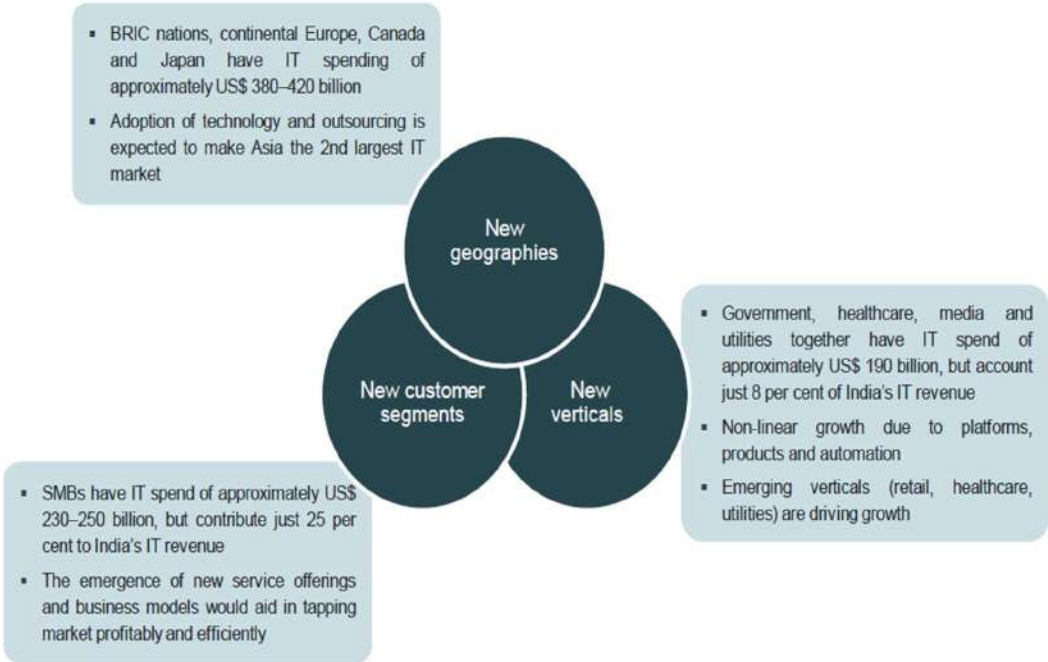 ▪ BRIC nations, continental Europe, Canada
and Japan have IT spending of
approximately US$ 380–420 billion
▪ Adoption of technology and outsourcing is
expected to make Asia the 2nd largest IT
market
New
geographies
New customer
segments
New
verticals
▪ Government, healthcare, media and
utilities together have IT spend of
approximately US$ 190 billion, but account
just 8 per cent of India's IT revenue
▪ Non-linear growth due to platforms,
products and automation
▪ Emerging verticals (retail, healthcare,
utilities) are driving growth
▪ SMBs have IT spend of approximately US$
230–250 billion, but contribute just 25 per
cent to India's IT revenue
▪ The emergence of new service offerings
and business models would aid in tapping
market profitably and efficiently